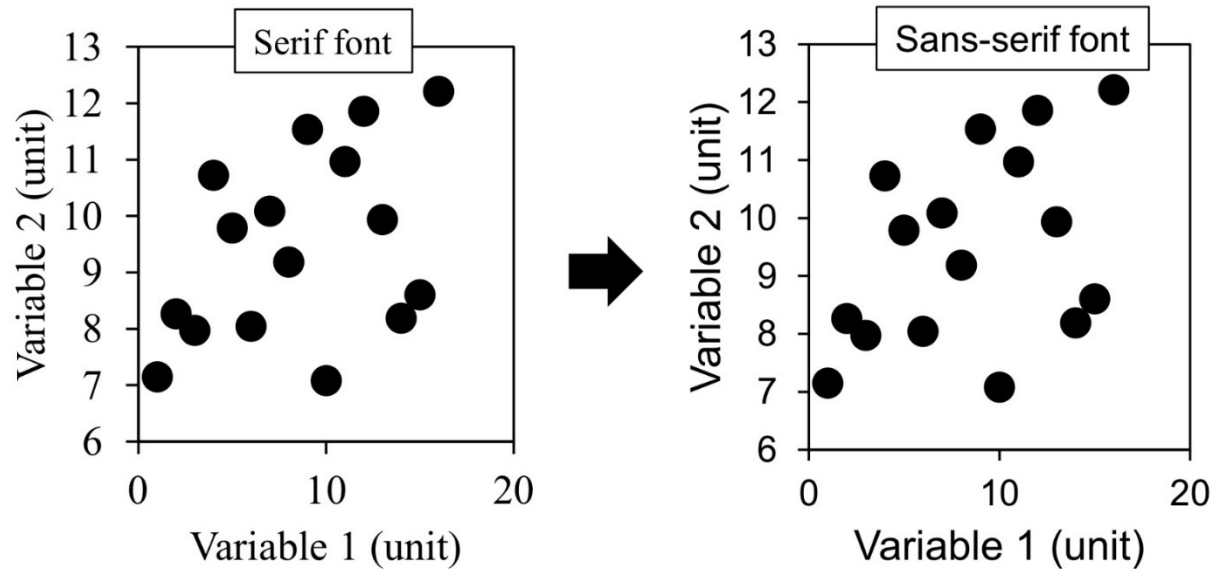 Serif font
13
12
11
10
9
8
7
6
Variable 2 (unit)
0 10 20
Variable 1 (unit)
Sans-serif font
13
12
11
10
9
8
7
6
Variable 2 (unit)
0 10 20
Variable 1 (unit)